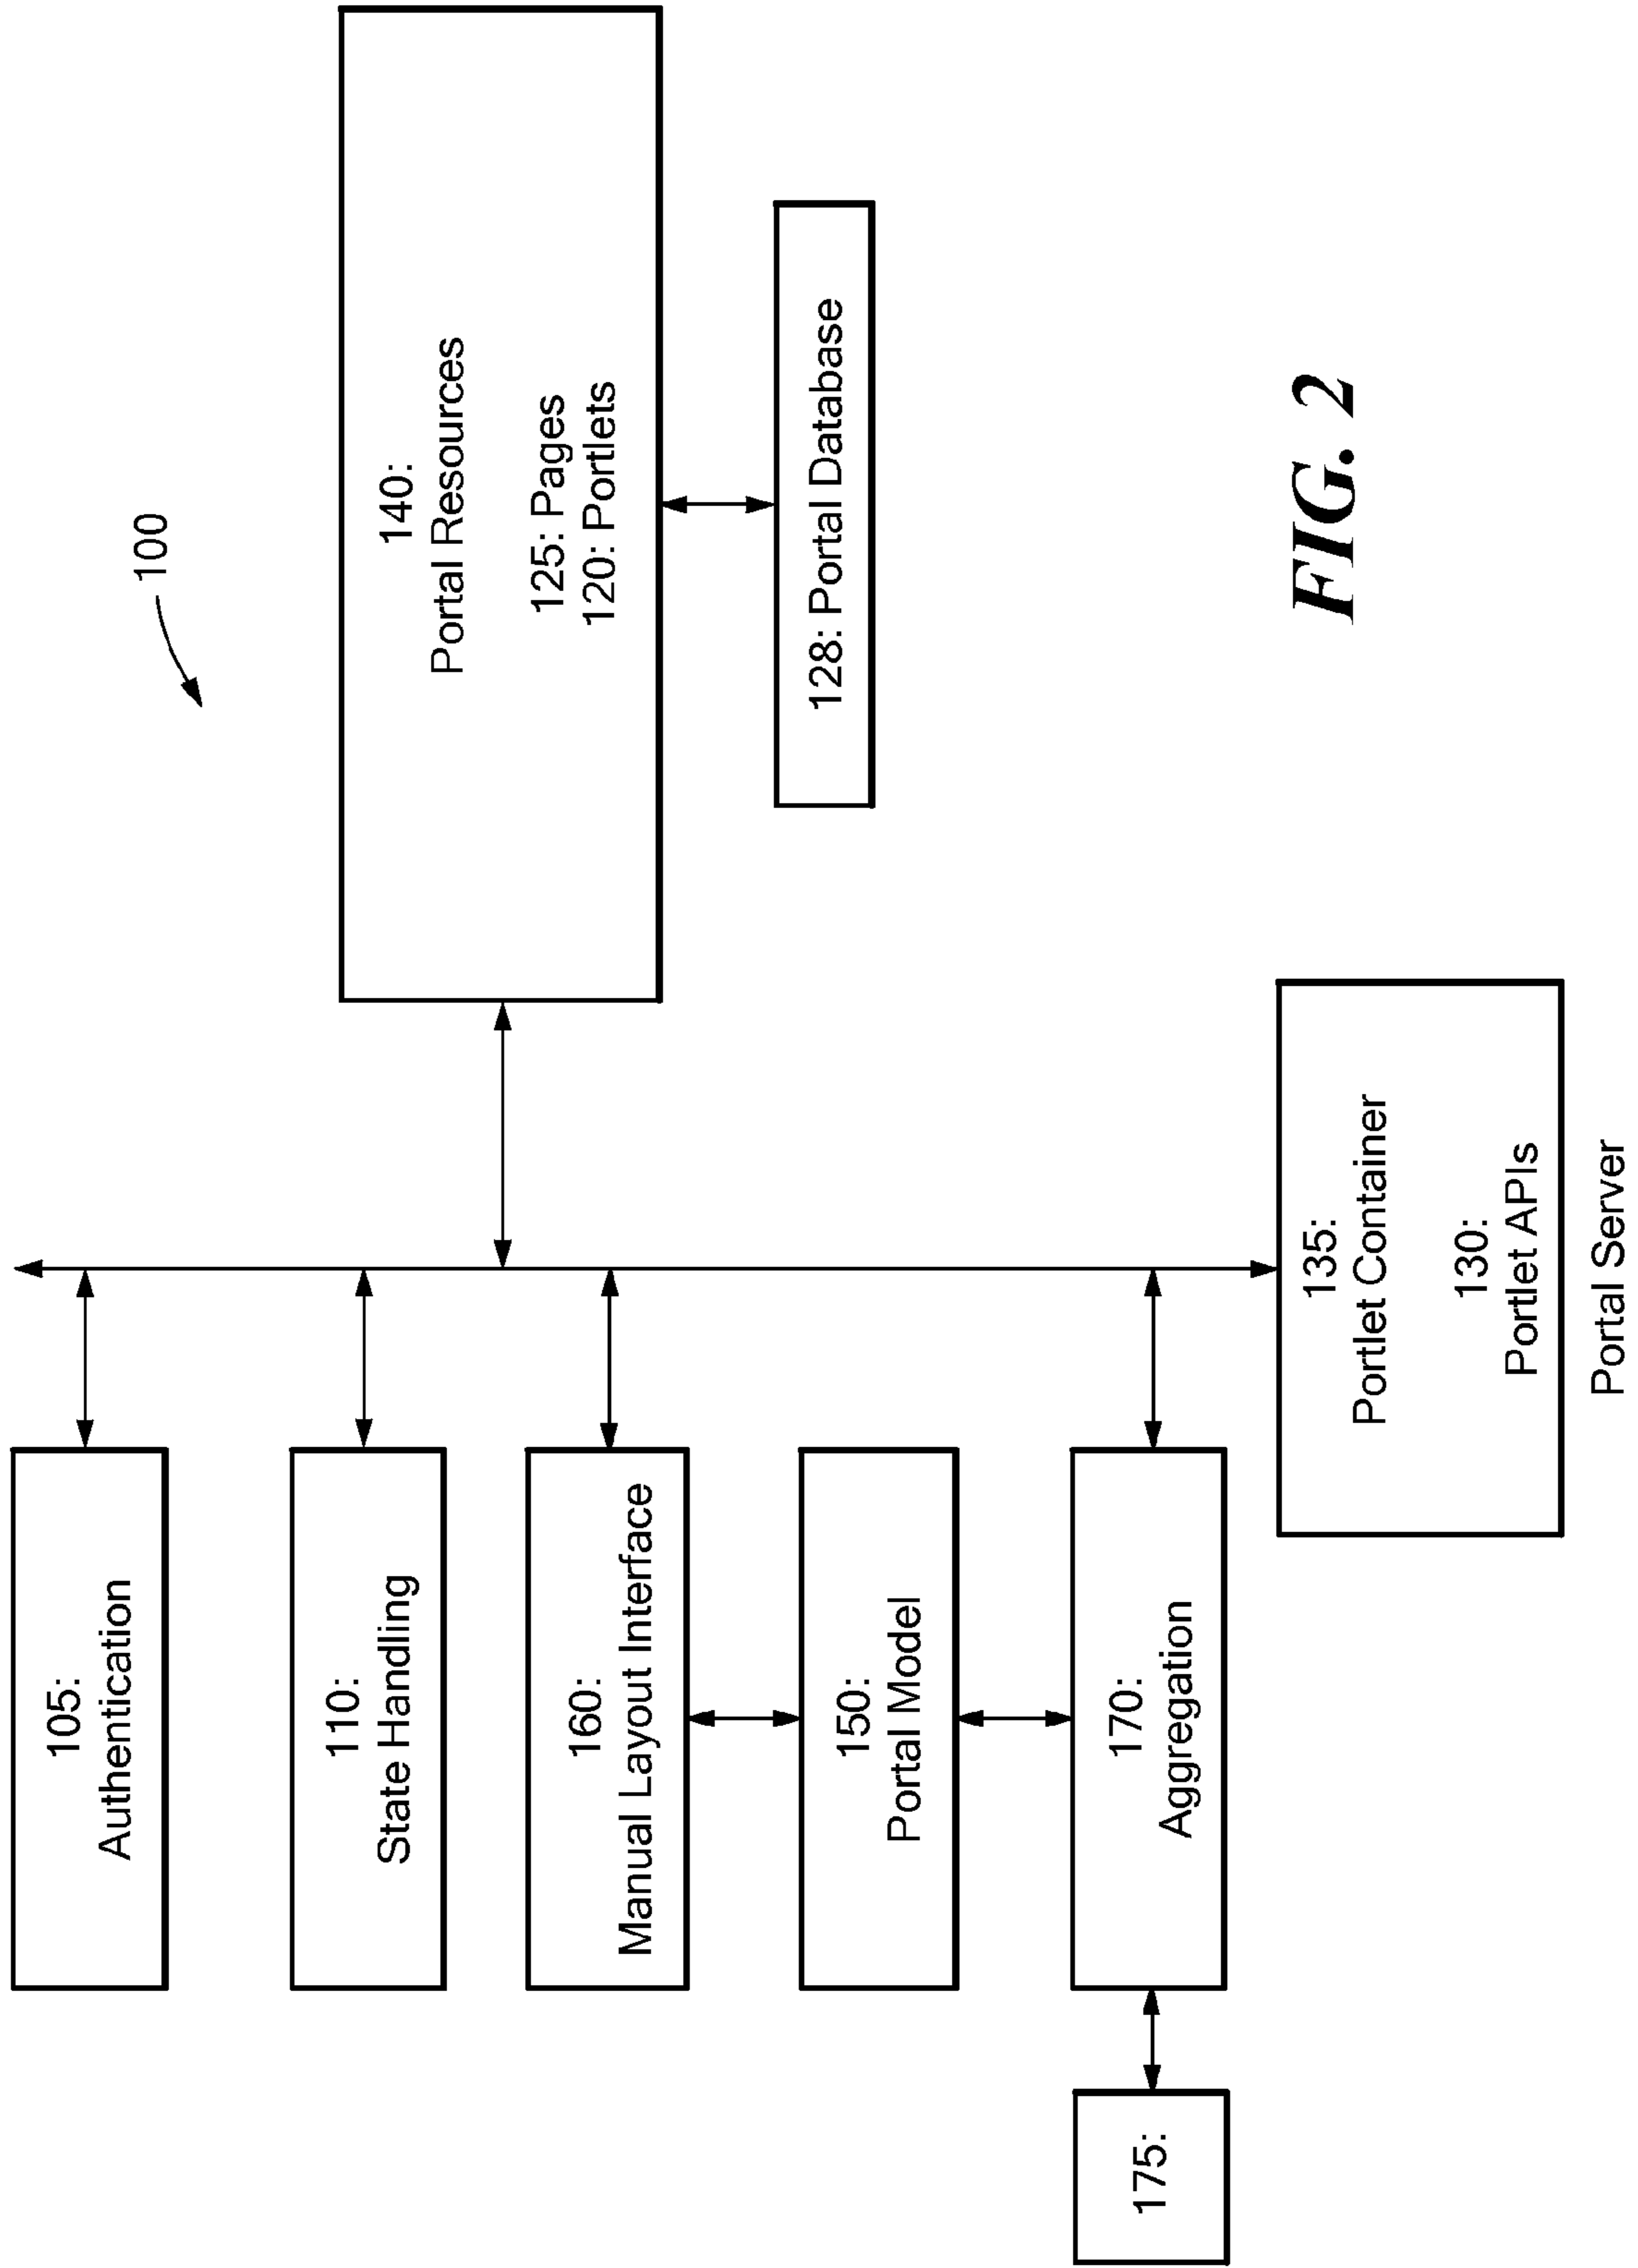 100
105:
Authentication
110:
State Handling
160:
Manual Layout Interface
150:
Portal Model
175:
170:
Aggregation
140:
Portal Resources
125: Pages
120: Portlets
128: Portal Database
135:
Portlet Container
130:
Portlet APIs
Portal Server
FIG. 2